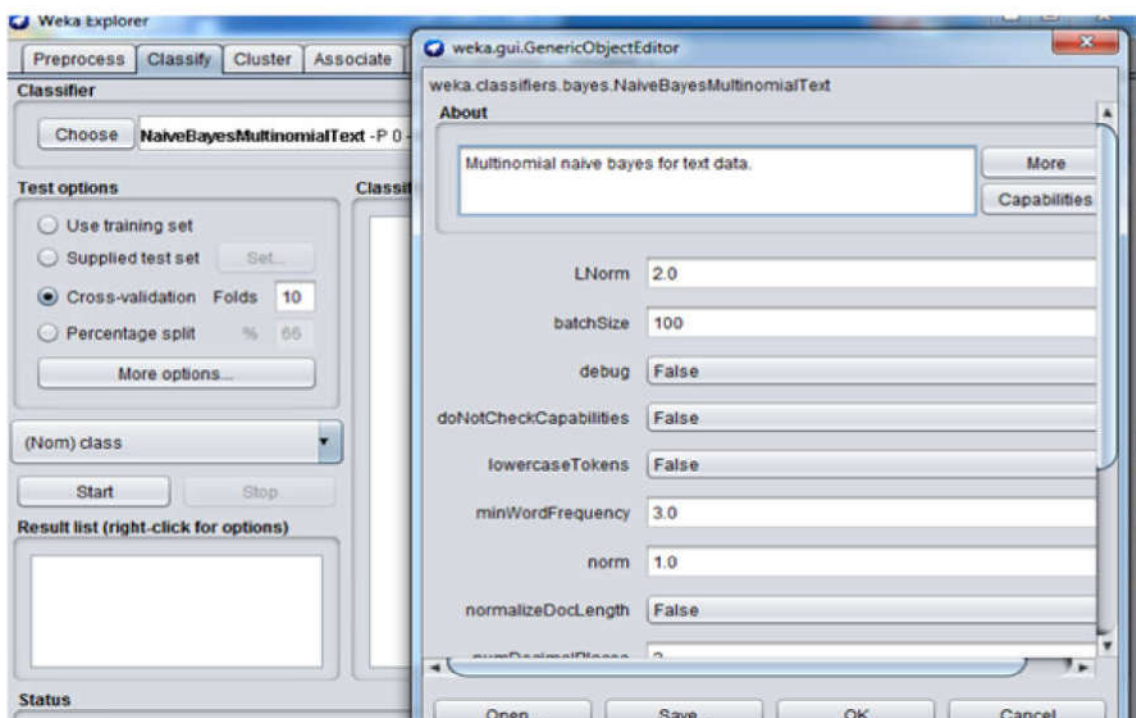 Weka Explorer
Preprocess Classify Cluster Associate
Classifier
Choose NaiveBayesMultinomialText -P 0 -
Test options
Use training set
Supplied test set Set...
Cross-validation Folds 10
Percentage split % 66
More options...
(Nom) class
Start Stop
Result list (right-click for options)
Status
Classif
weka.gui.GenericObjectEditor
weka.classifiers.bayes.NaiveBayesMultinomialText
About
Multinomial naive bayes for text data.
More
Capabilities
LNorm 2.0
batchSize 100
debug False
doNotCheckCapabilities False
lowercaseTokens False
minWordFrequency 3.0
norm 1.0
normalizeDocLength False
numDecimalPlaces 2
Open... Save... OK Cancel